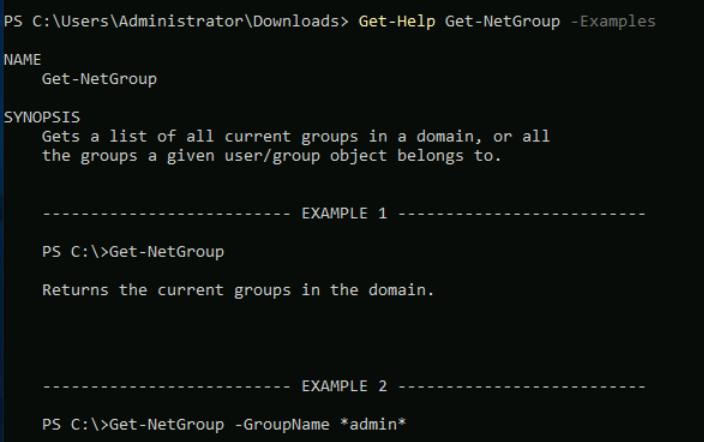 PS C:\Users\Administrator\Downloads> Get-Help Get-NetGroup -Examples
NAME
Get-NetGroup
SYNOPSIS
Gets a list of all current groups in a domain, or all
the groups a given user/group object belongs to.
-------------------------- EXAMPLE 1 --------------------------
PS C:\>Get-NetGroup
Returns the current groups in the domain.
-------------------------- EXAMPLE 2 --------------------------
PS C:\>Get-NetGroup -GroupName *admin*